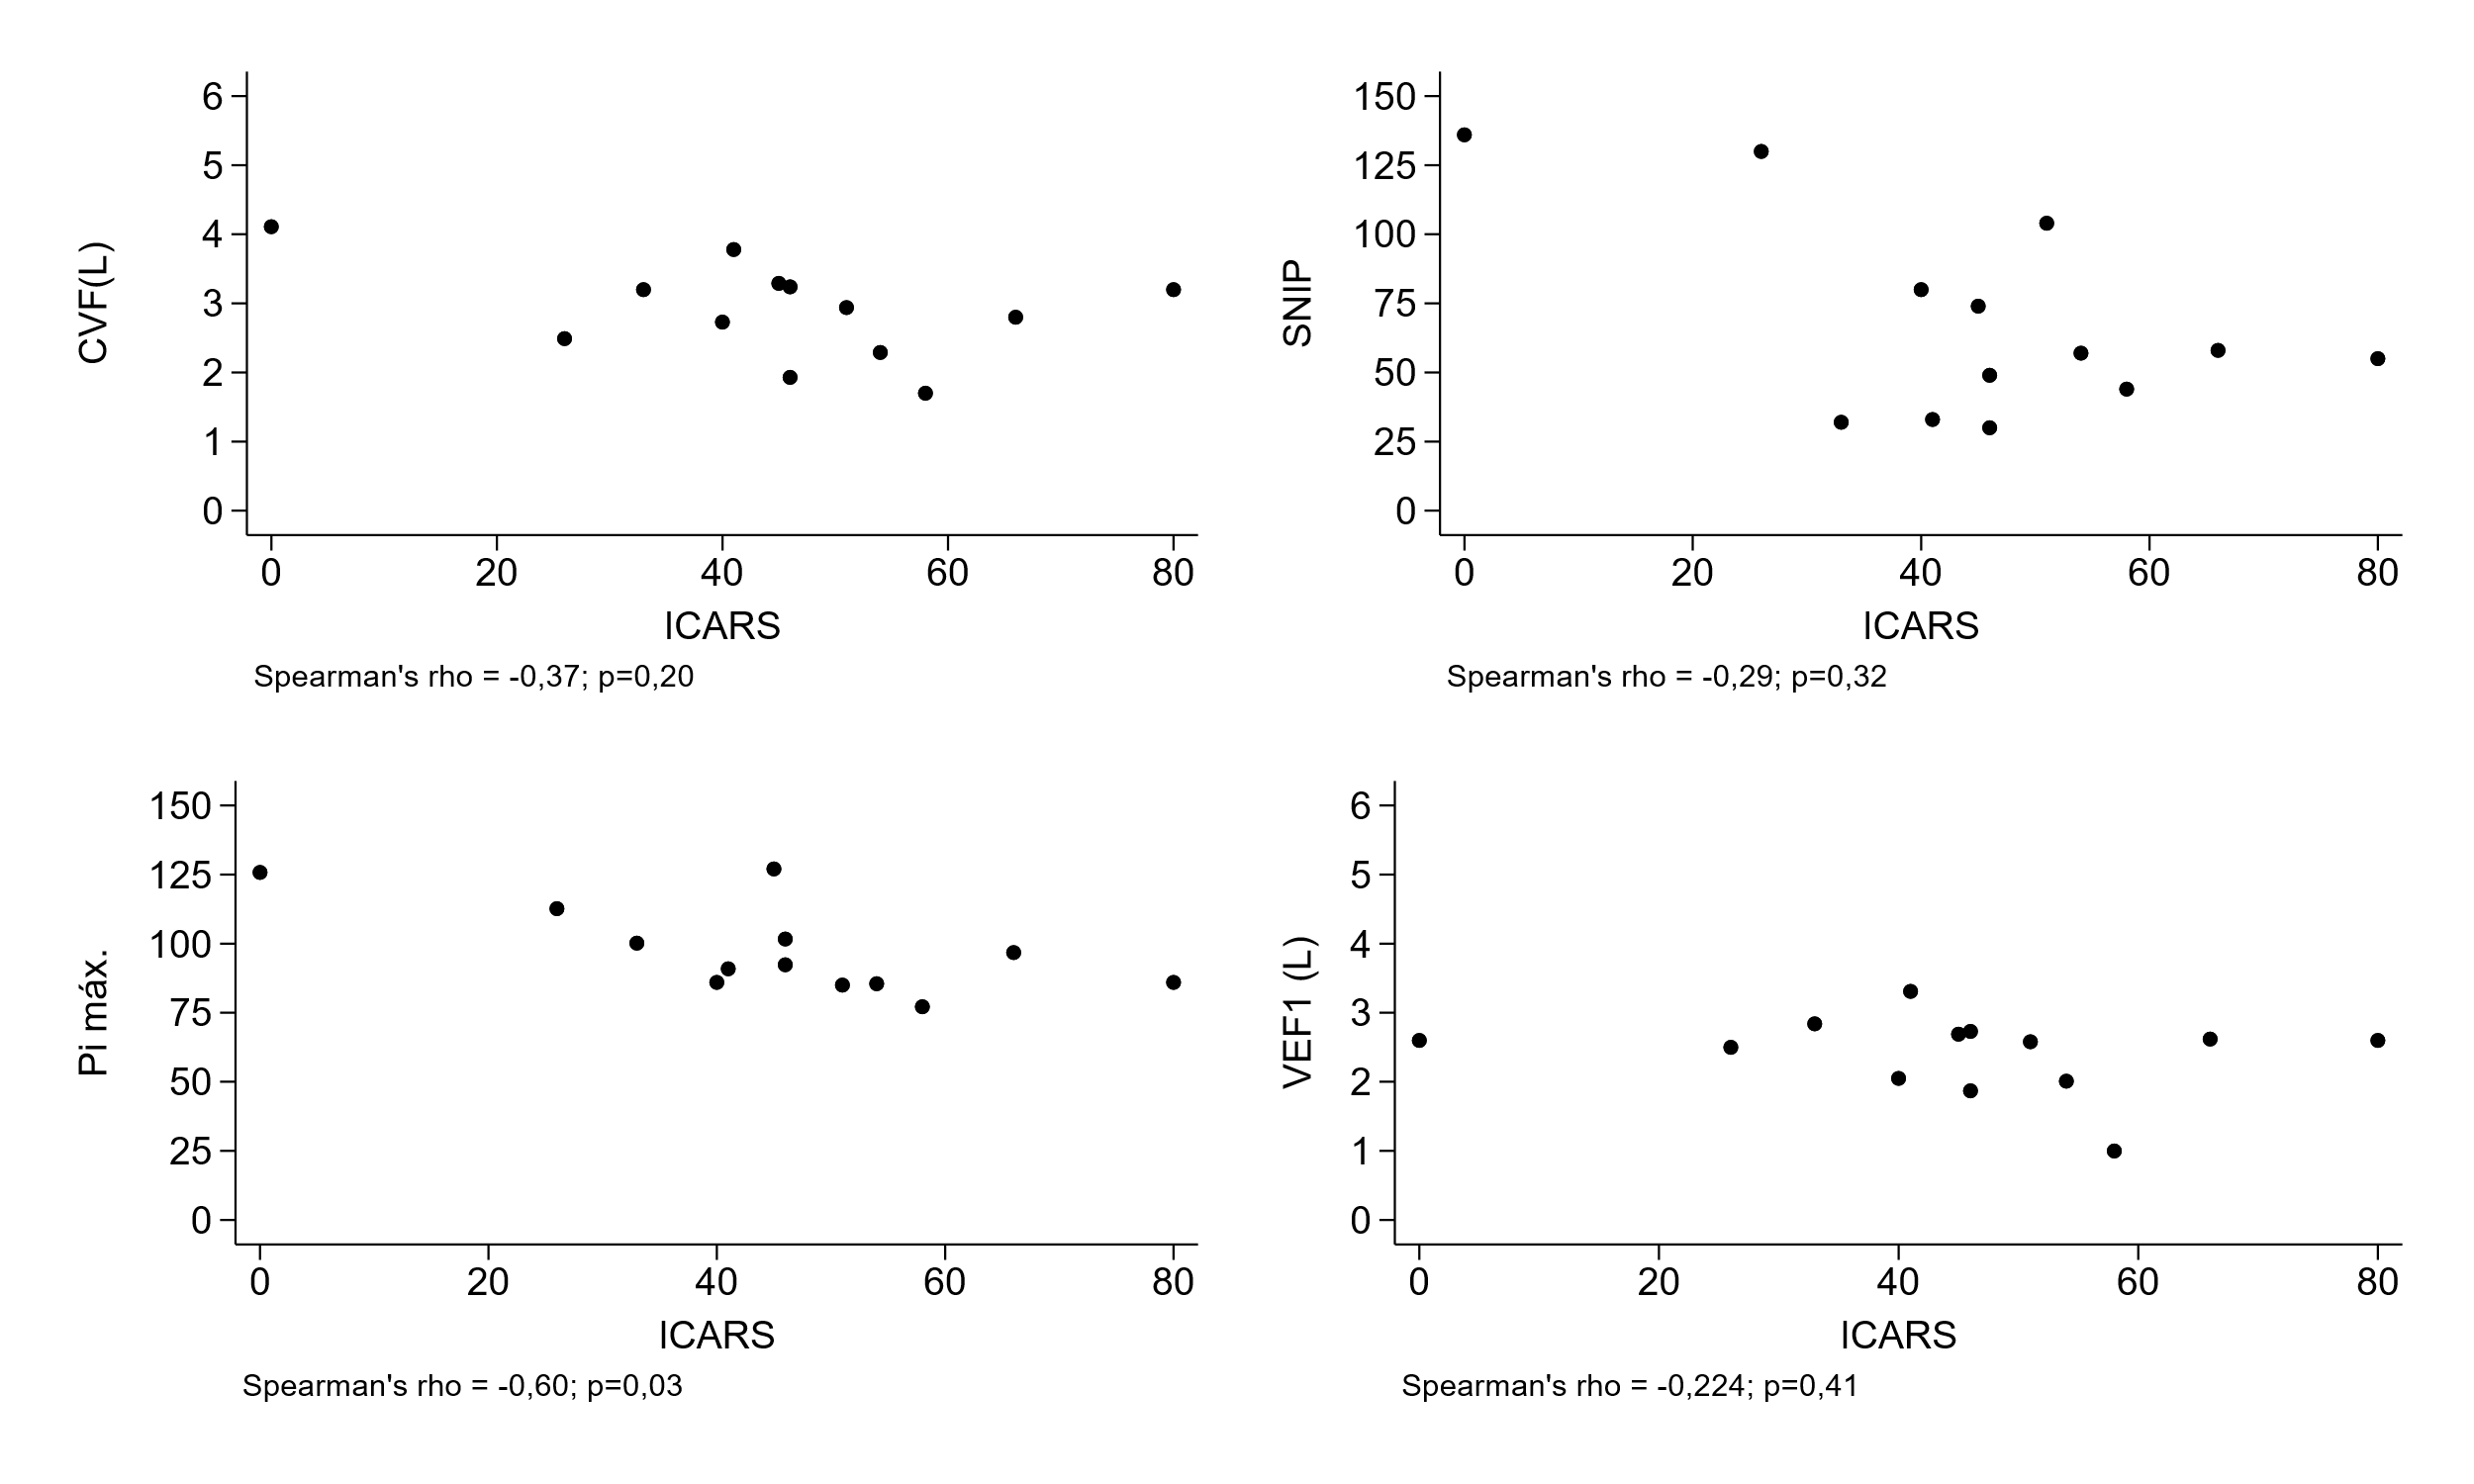 6
5
4
3
2
1
0
CVF(L)
0 20 40 60 80
ICARS
Spearman's rho = -0,37; p=0,20
150
125
100
75
50
25
0
SNIP
0 20 40 60 80
ICARS
Spearman's rho = -0,29; p=0,32
150
125
100
75
50
25
0
Pi máx.
0 20 40 60 80
ICARS
Spearman's rho = -0,60; p=0,03
6
5
4
3
2
1
0
VEF1 (L)
0 20 40 60 80
ICARS
Spearman's rho = -0,224; p=0,41